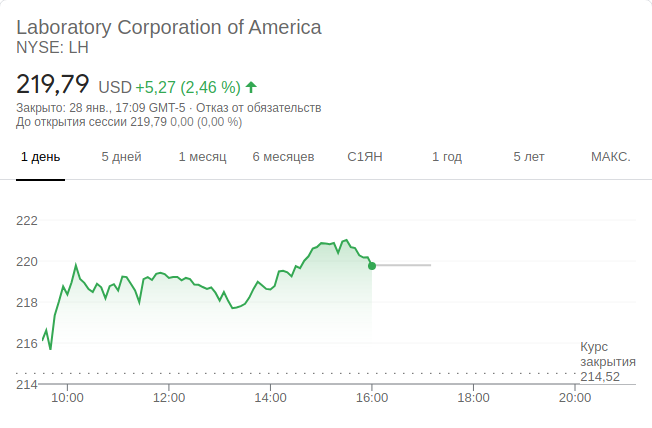 Laboratory Corporation of America
NYSE: LH
219,79 USD +5,27 (2,46 %)
Закрыто: 28 янв., 17:09 GMT-5 · Отказ от обязательств
До открытия сессии 219,79 0,00 (0,00 %)
1 день 5 дней 1 месяц 6 месяцев С1ЯН 1 год 5 лет МАКС.
222
220
218
216
Курс
закрытия
214,52
214
10:00 12:00 14:00 16:00 18:00 20:00